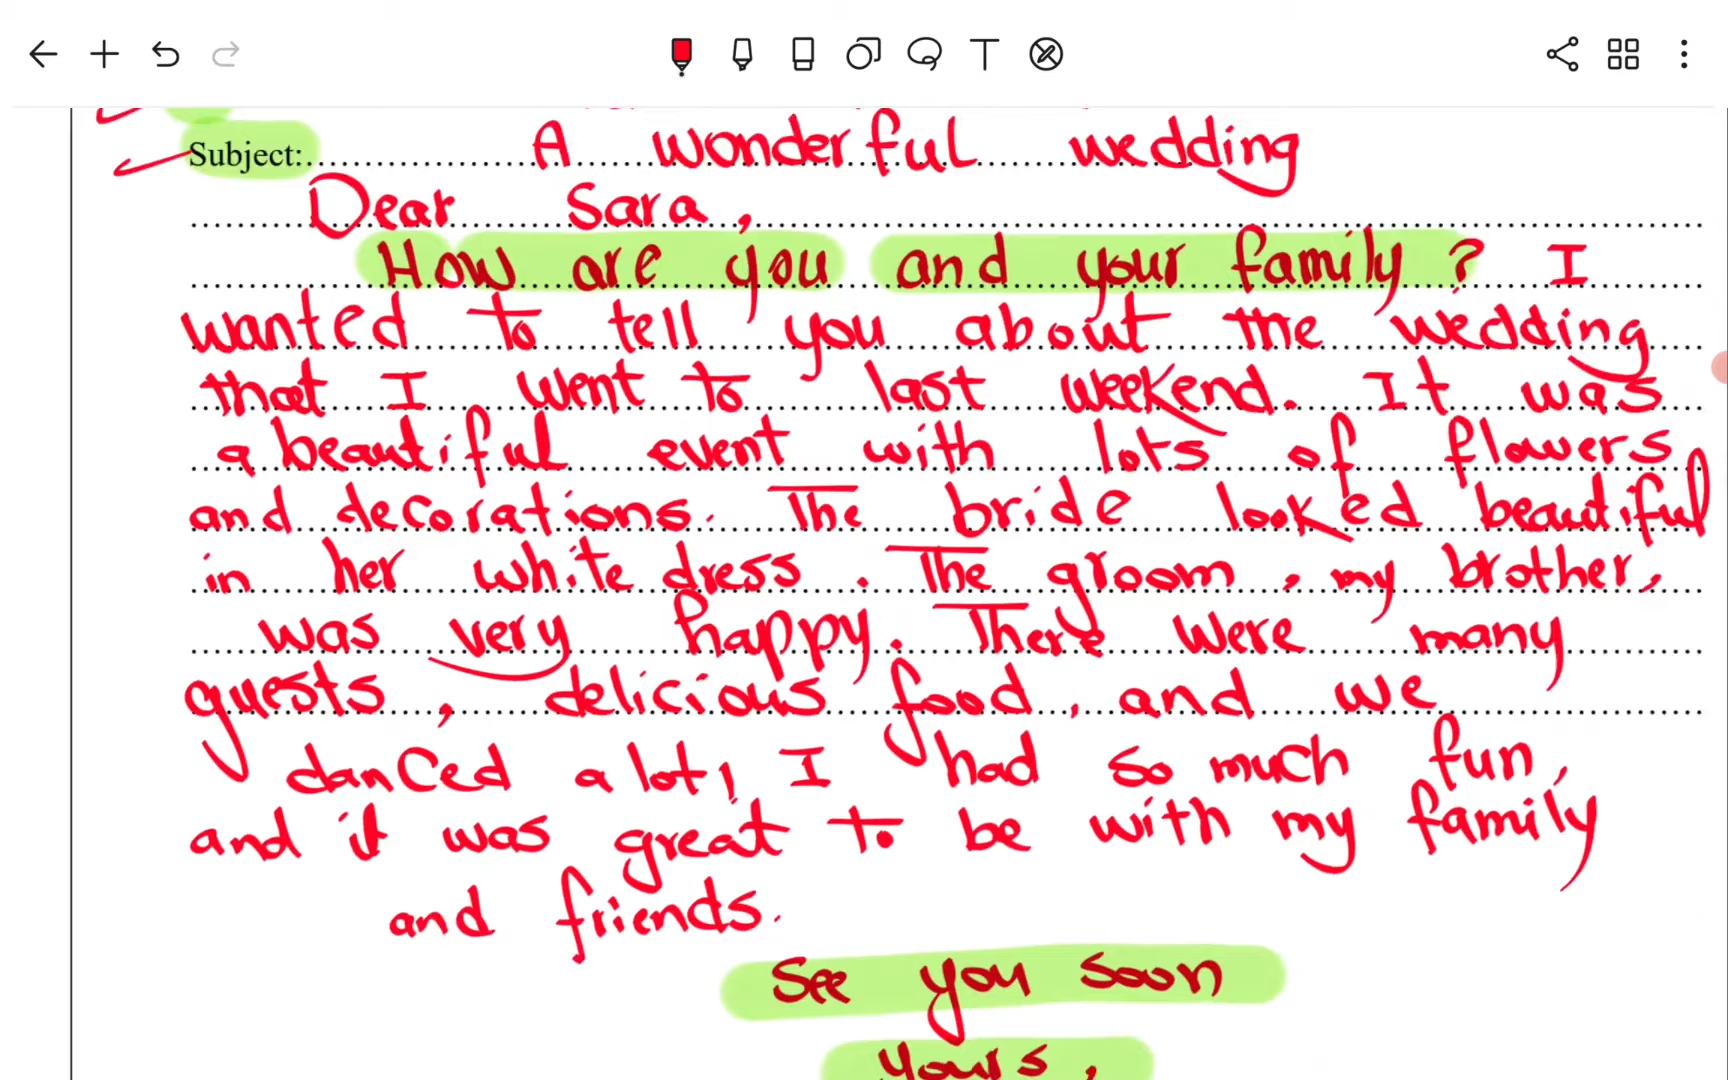 Subject: A wonderful wedding
Dear Sara,
How are you and your family? I
wanted to tell you about the wedding
that I went to last weekend. It was
a beautiful event with lots of flowers
and decorations. The bride looked beautiful
in her white dress. The groom, my brother,
was very happy. There were many
guests, delicious food, and we
danced a lot, I had so much fun,
and it was great to be with my family
and friends.
See you soon
yours,